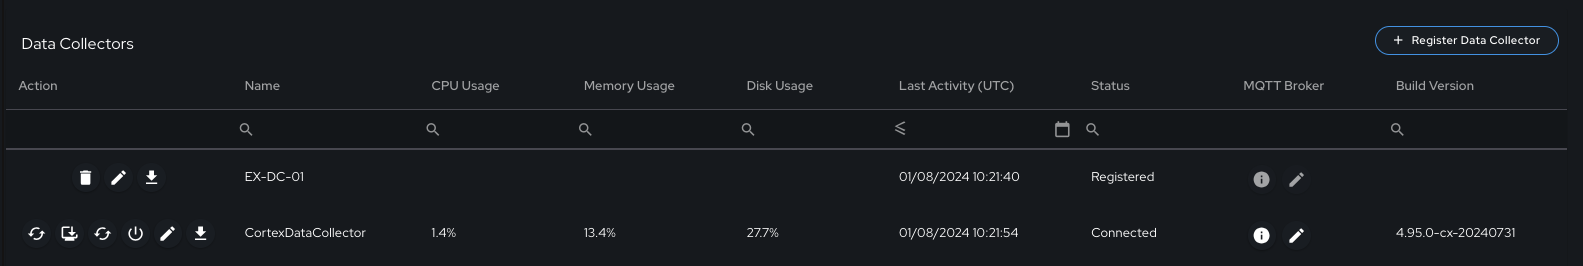 Data Collectors
+ Register Data Collector
Action Name CPU Usage Memory Usage Disk Usage Last Activity (UTC) Status MQTT Broker Build Version
EX-DC-01 01/08/2024 10:21:40 Registered
CortexDataCollector 1.4% 13.4% 27.7% 01/08/2024 10:21:54 Connected 4.95.0-cx-20240731